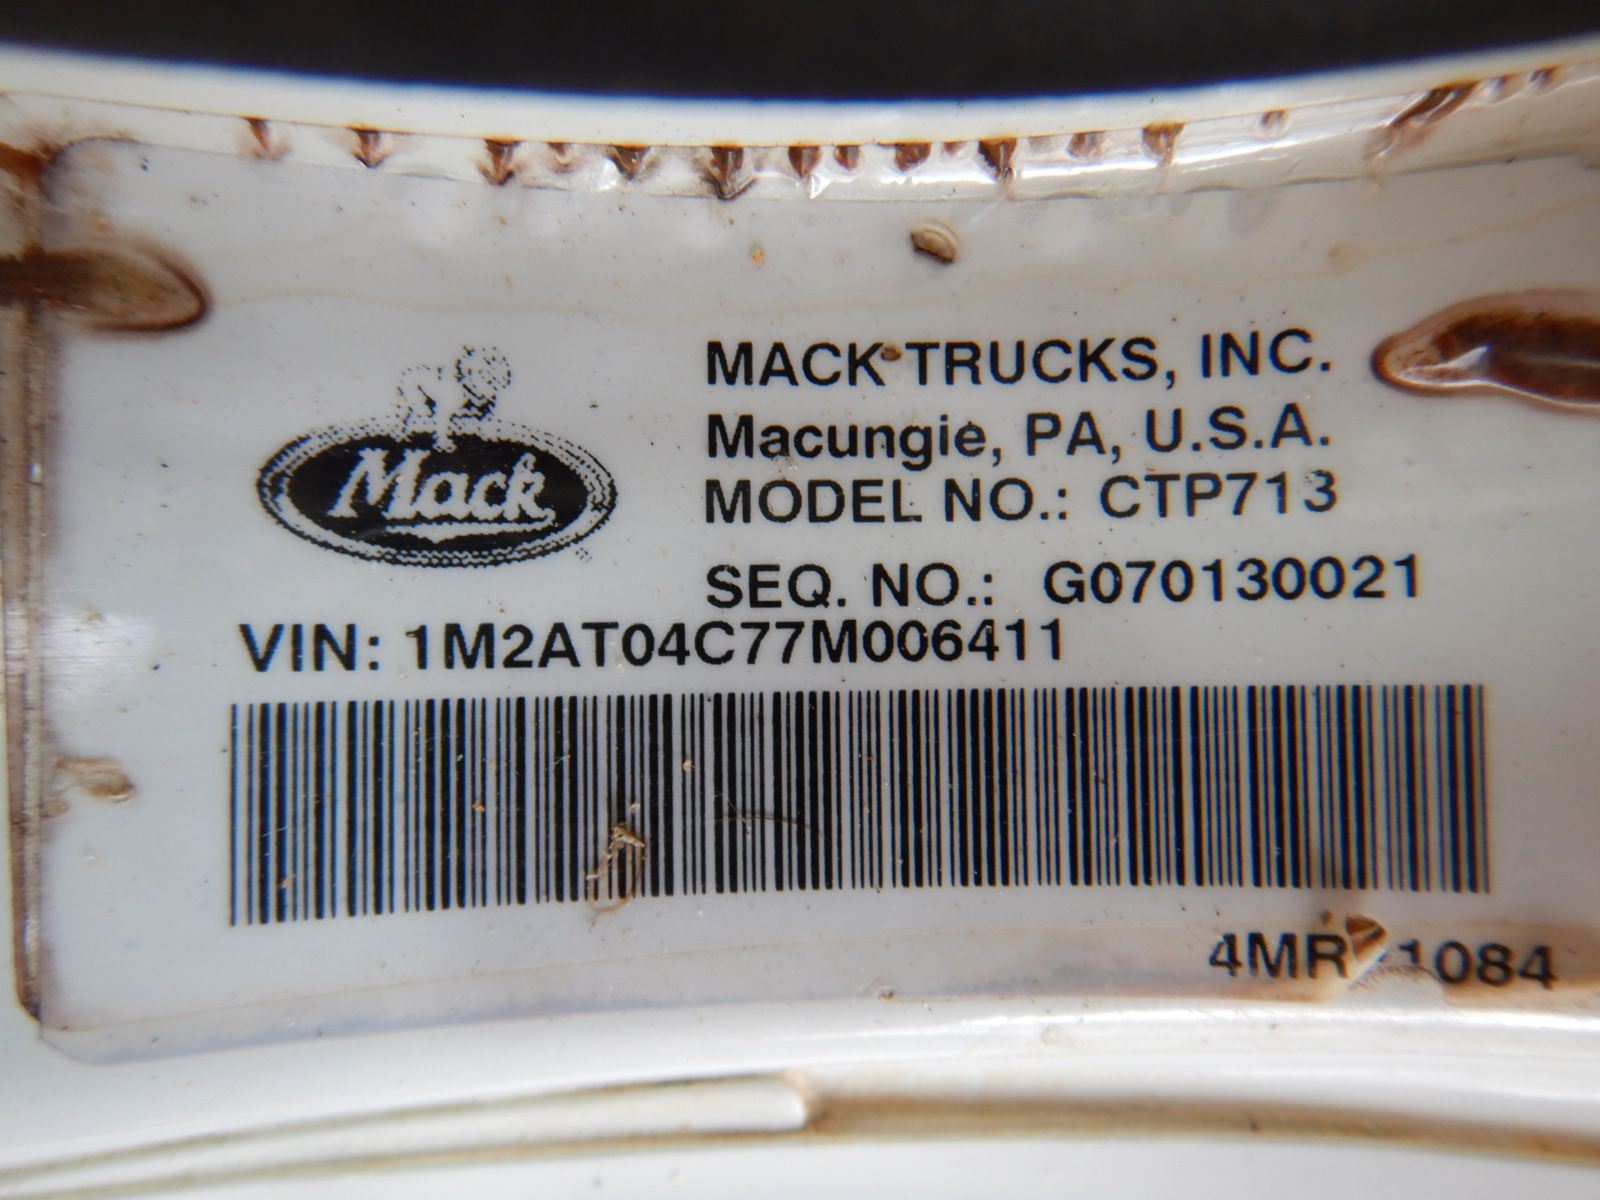 MACK TRUCKS, INC.
Macungie, PA, U.S.A.
Mack
MODEL NO.: CTP713
SEQ. NO.: G070130021
VIN: 1M2AT04C77M006411